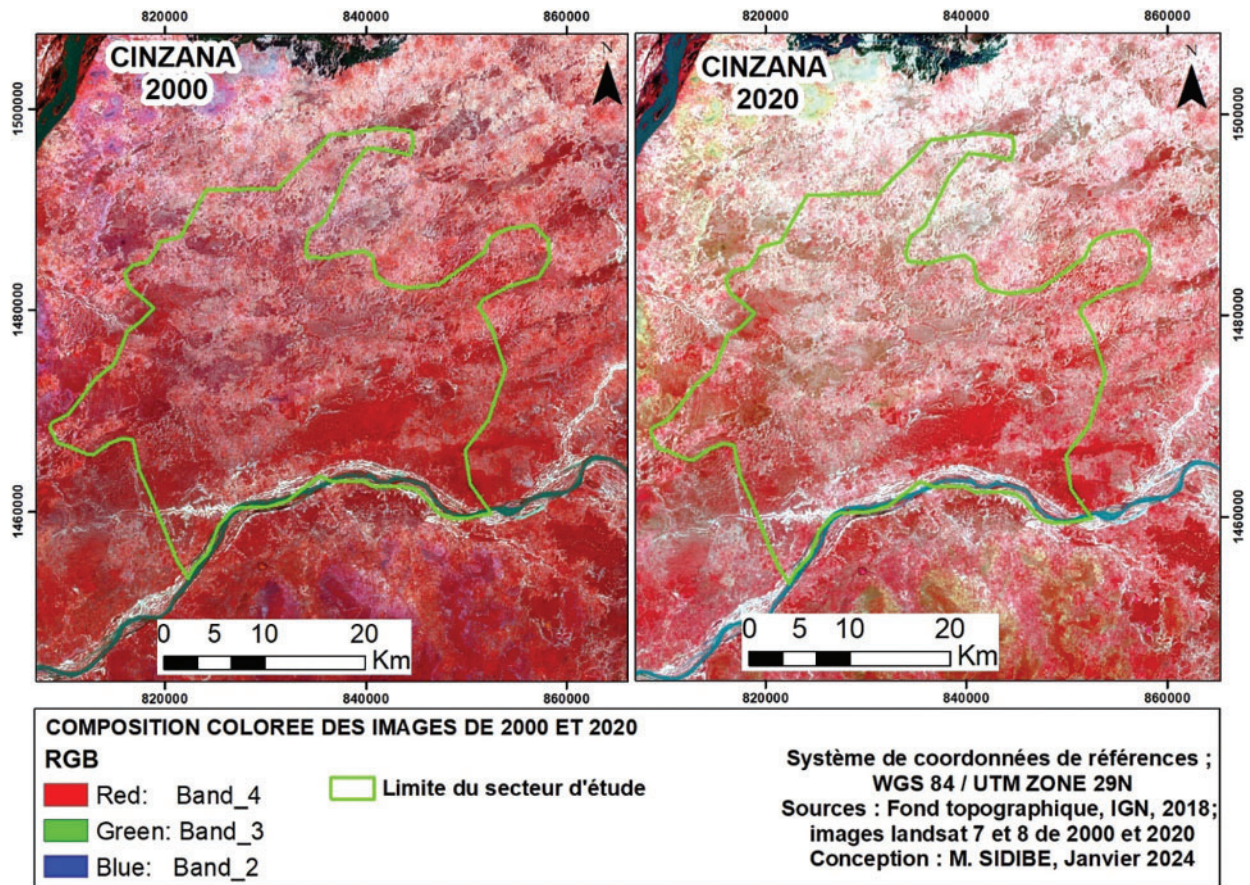 820000 840000 860000 820000 840000 860000
CINZANA
2000
N
CINZANA
2020
N
1500000
1480000
1460000
1500000
1480000
1460000
0 5 10 20
Km
0 5 10 20
Km
820000 840000 860000 820000 840000 860000
COMPOSITION COLOREE DES IMAGES DE 2000 ET 2020
RGB
Red: Band_4
Green: Band_3
Blue: Band_2
Limite du secteur d'étude
Système de coordonnées de références ;
WGS 84 / UTM ZONE 29N
Sources : Fond topographique, IGN, 2018;
images landsat 7 et 8 de 2000 et 2020
Conception : M. SIDIBE, Janvier 2024